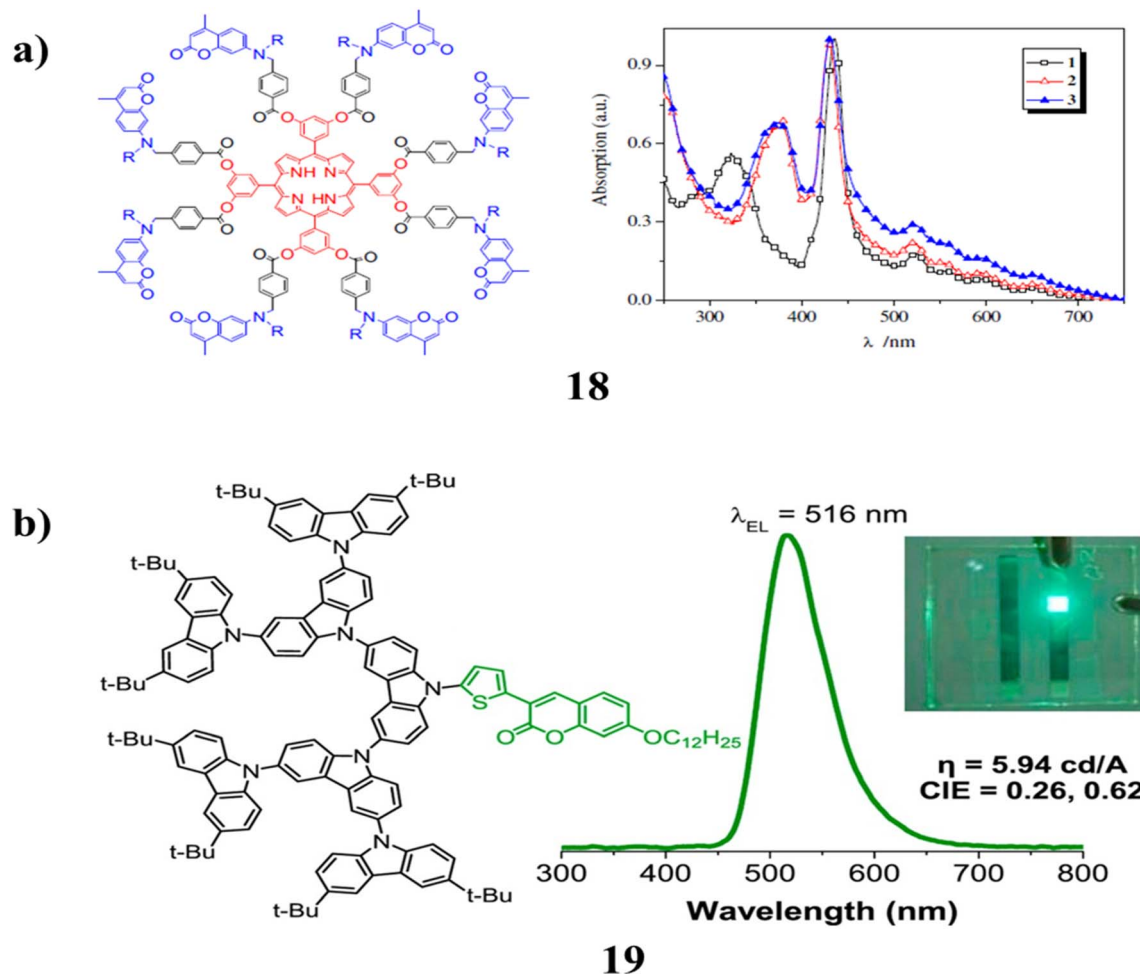 a)
O O N R R N O O
O O N R O O O O R N O O
O O O O
NH N
N HN
O O N R O O O O R N O O
O O N R O O O O R N O O
Absorption (a.u.)
0.9
0.6
0.3
0.0
300 400 500 600 700
λ /nm
1
2
3
18
b)
t-Bu
t-Bu
N
t-Bu
N
N
t-Bu
N
S
O
O
OC12H25
t-Bu
N
N
t-Bu
N
t-Bu
t-Bu
λEL = 516 nm
η = 5.94 cd/A
CIE = 0.26, 0.62
300 400 500 600 700 800
Wavelength (nm)
19